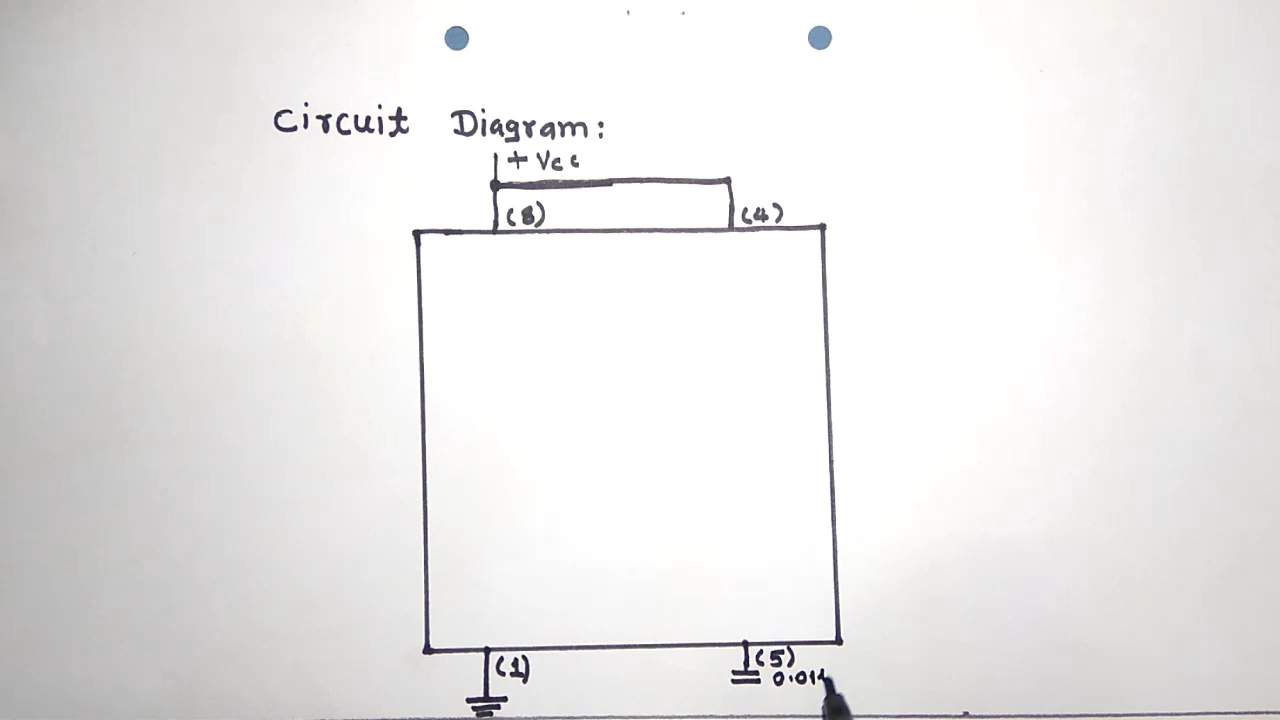 Circuit Diagram:
+ Vcc
(8) (4)
(1) (5)
0.01